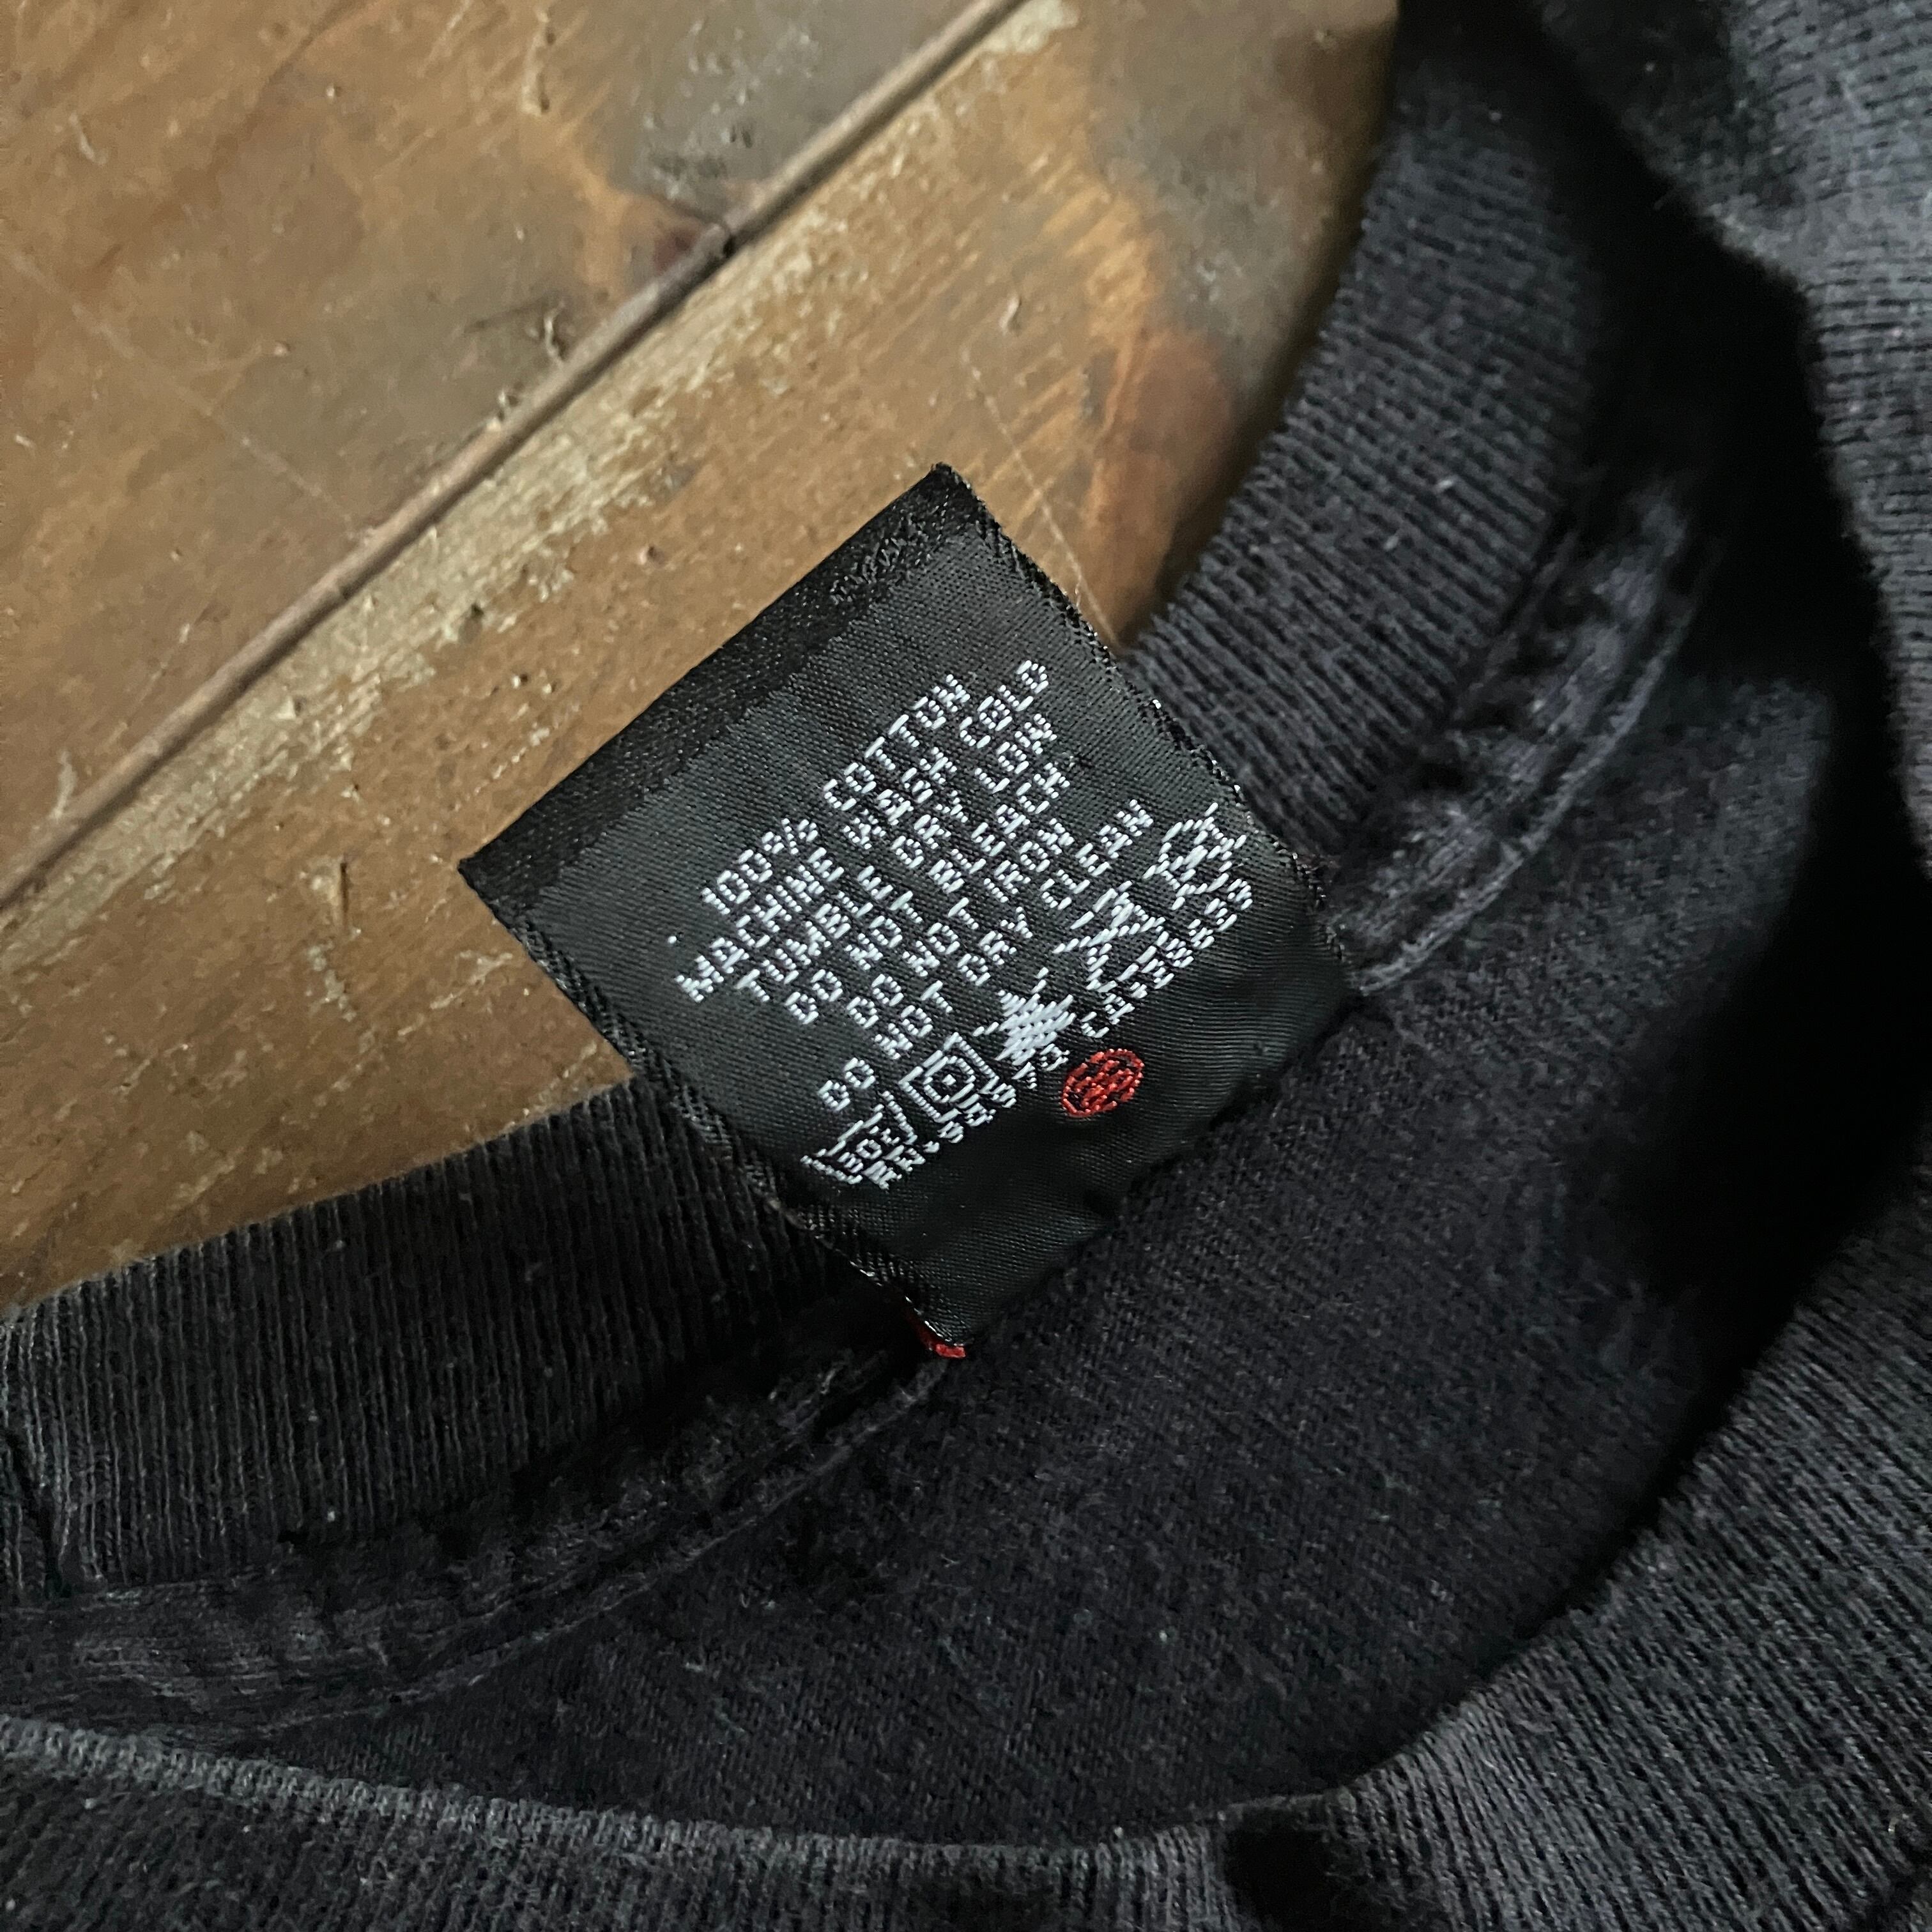 100% COTTON
MACHINE WASH COLD
TUMBLE DRY LOW
DO NOT BLEACH
DO NOT IRON
DO NOT DRY CLEAN